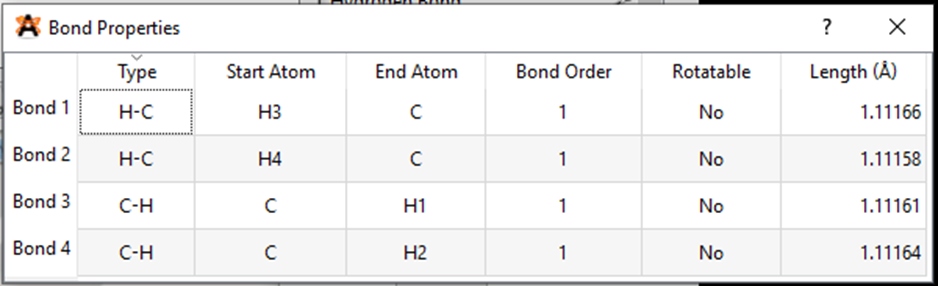 Bond Properties ? ×
Type Start Atom End Atom Bond Order Rotatable Length (Å)
Bond 1 H-C H3 C 1 No 1.11166
Bond 2 H-C H4 C 1 No 1.11158
Bond 3 C-H C H1 1 No 1.11161
Bond 4 C-H C H2 1 No 1.11164